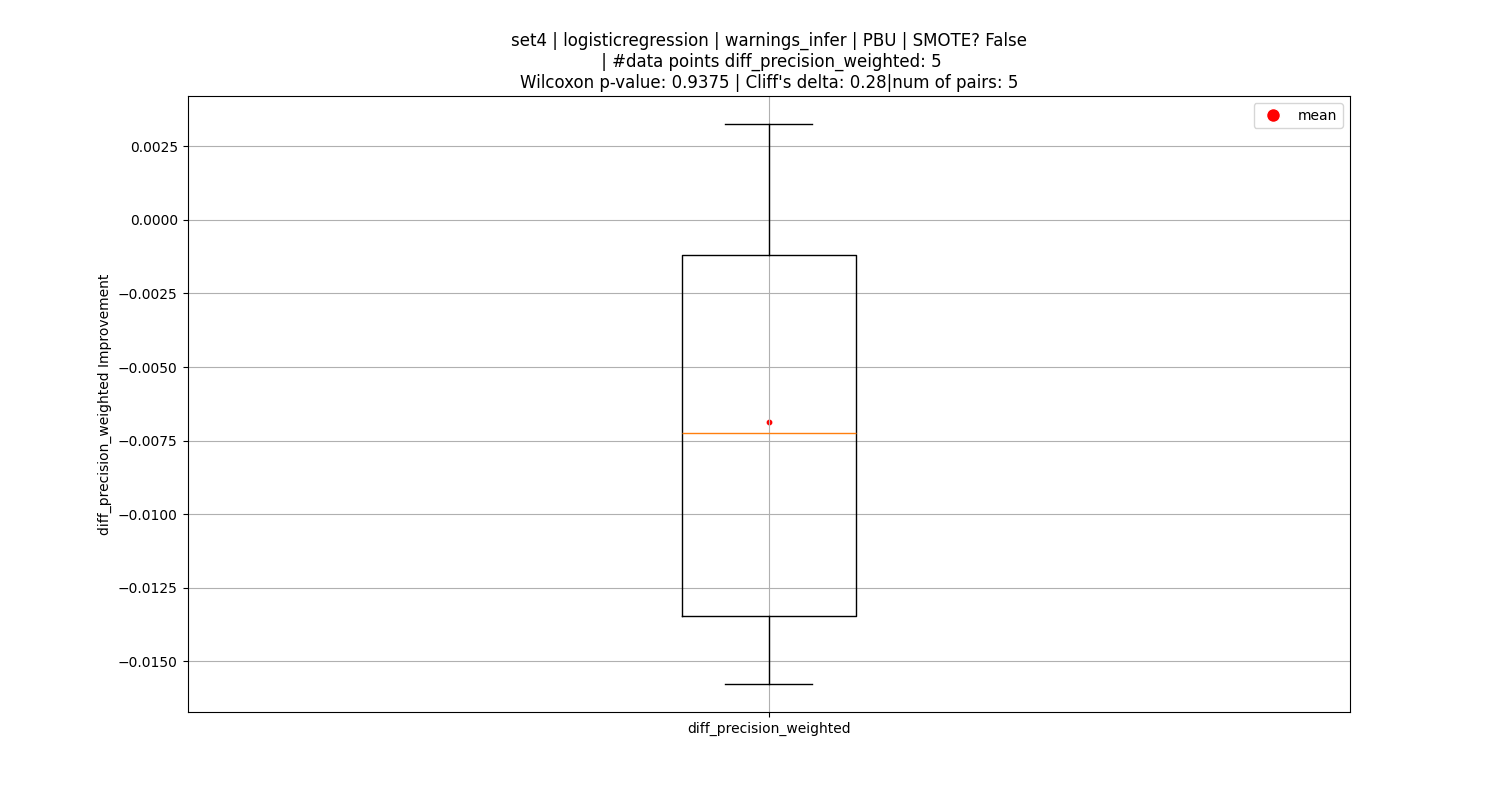 set4 | logisticregression | warnings_infer | PBU | SMOTE? False
| #data points diff_precision_weighted: 5
Wilcoxon p-value: 0.9375 | Cliff's delta: 0.28|num of pairs: 5
mean
0.0025
0.0000
−0.0025
−0.0050
−0.0075
−0.0100
−0.0125
−0.0150
diff_precision_weighted Improvement
diff_precision_weighted